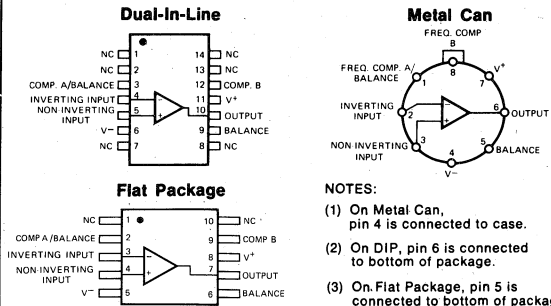 Dual-In-Line
NC 1
14 NC
NC 2
13 NC
COMP. A/BALANCE 3
12 COMP. B
INVERTING INPUT 4
11 V+
NON-INVERTING INPUT 5
10 OUTPUT
V− 6
9 BALANCE
NC 7
8 NC
Metal Can
FREQ. COMP
B
8
FREQ. COMP. A/
BALANCE
1
7 V+
INVERTING
INPUT
2
6 OUTPUT
NON-INVERTING
INPUT
3
5 BALANCE
4
V−
Flat Package
NC 1
10 NC
COMP A/BALANCE 2
9 COMP B
INVERTING INPUT 3
8 V+
NON-INVERTING
INPUT 4
7 OUTPUT
V− 5
6 BALANCE
NOTES:
(1) On Metal Can,
pin 4 is connected to case.
(2) On DIP, pin 6 is connected
to bottom of package.
(3) On Flat Package, pin 5 is
connected to bottom of packag